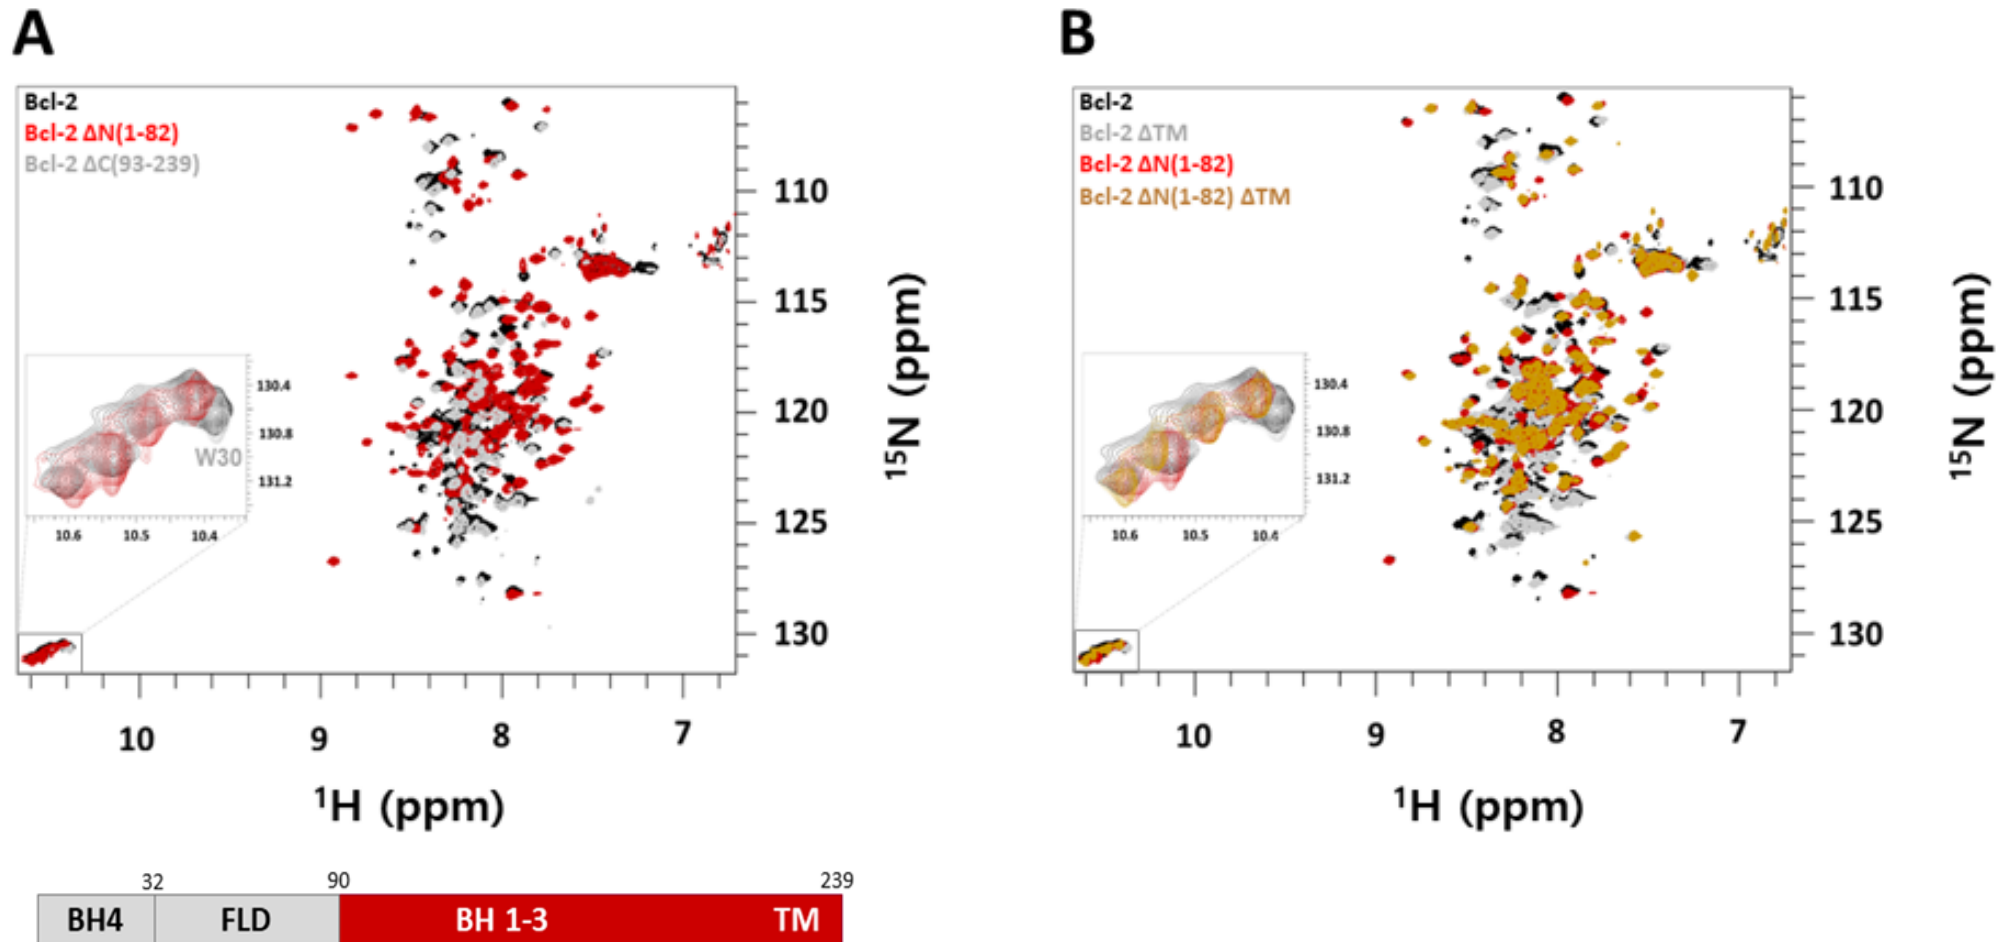 A
Bcl-2
Bcl-2 ΔN(1-82)
Bcl-2 ΔC(93-239)
110
115
120
125
130
15N (ppm)
130.4
130.8
131.2
W30
10.6
10.5
10.4
10
9
8
7
1H (ppm)
32
90
239
BH4
FLD
BH 1-3
TM
B
Bcl-2
Bcl-2 ΔTM
Bcl-2 ΔN(1-82)
Bcl-2 ΔN(1-82) ΔTM
110
115
120
125
130
15N (ppm)
130.4
130.8
131.2
10.6
10.5
10.4
10
9
8
7
1H (ppm)